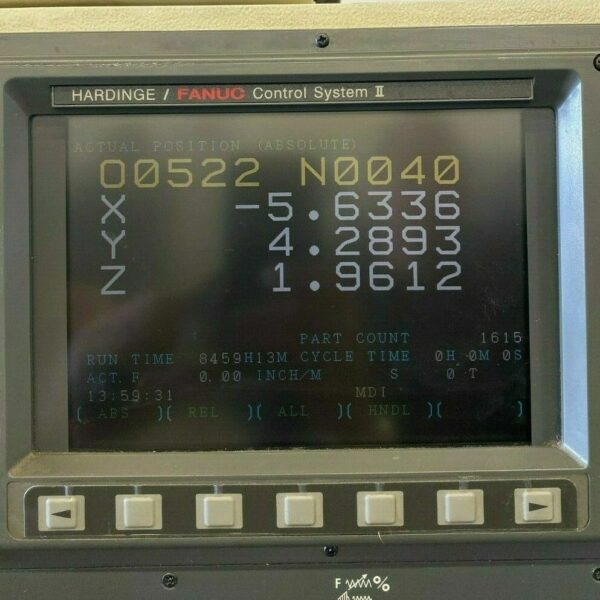 HARDINGE / FANUC Control System II
ACTUAL POSITION (ABSOLUTE)
O0522 N0040
X -5.6336
Y 4.2893
Z 1.9612
PART COUNT 1615
RUN TIME 8459H13M CYCLE TIME 0H 0M 0S
ACT.F 0.00 INCH/M S 0 T
13:59:31 MDI
( ABS )( REL )( ALL )( HNDL )( )
F %